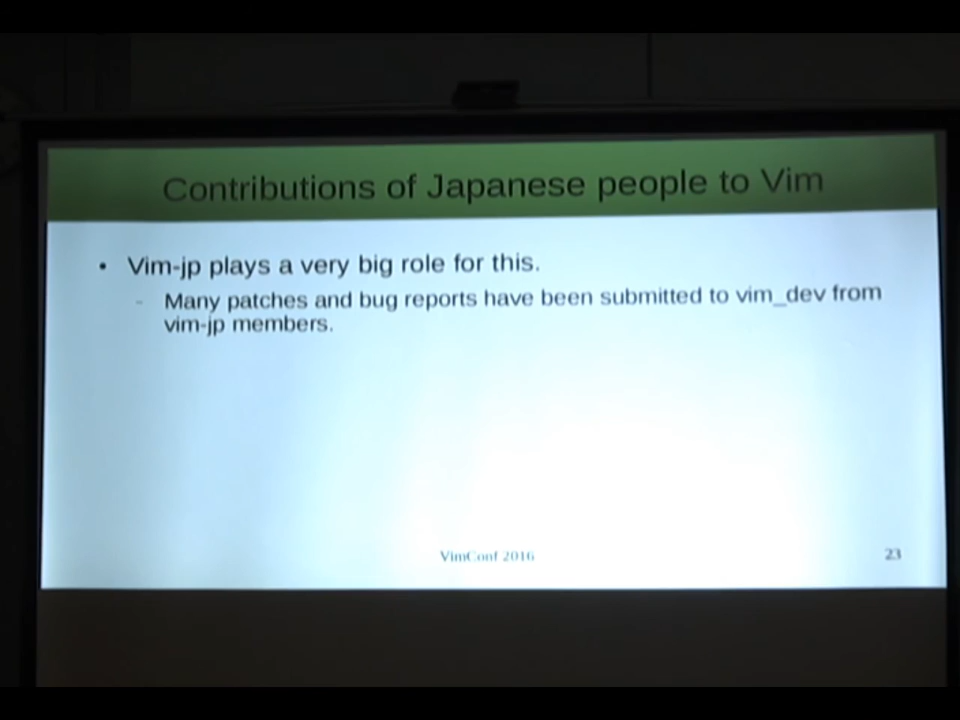 Contributions of Japanese people to Vim
• Vim-jp plays a very big role for this.
- Many patches and bug reports have been submitted to vim_dev from
vim-jp members.
VimConf 2016
23